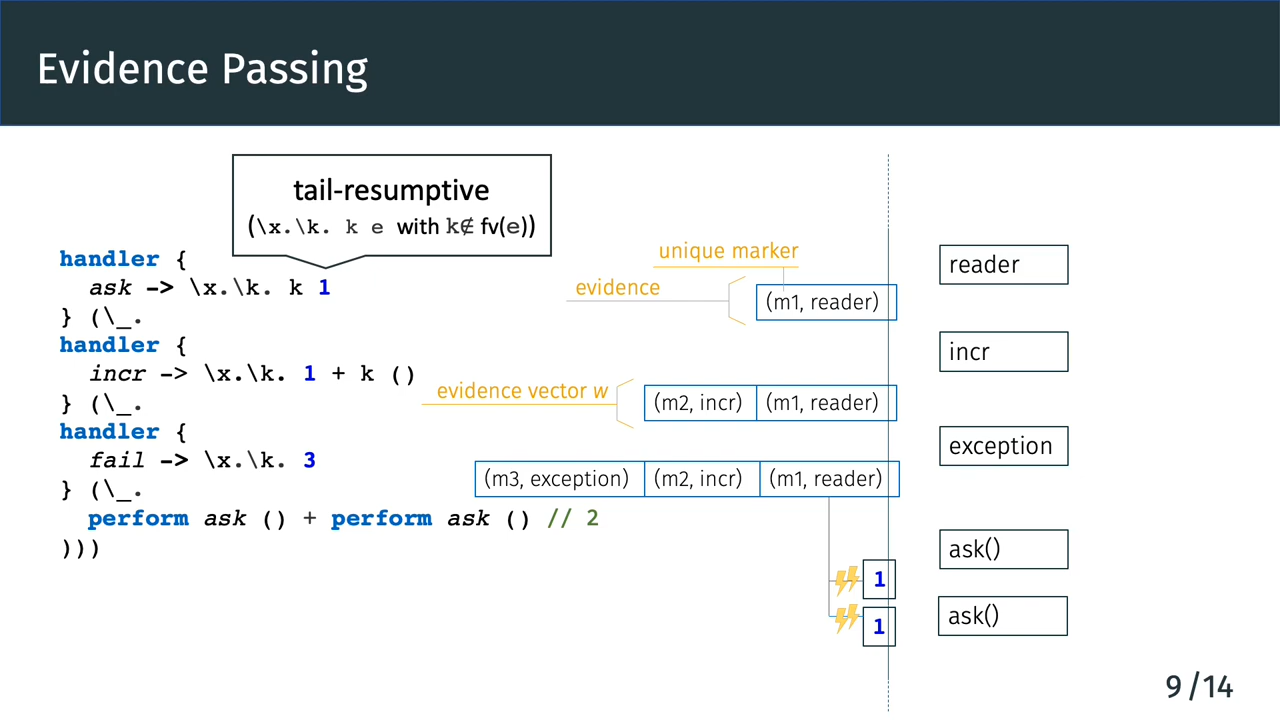 Evidence Passing
tail-resumptive
(\x.\k. k e with k∉ fv(e))
handler {
ask -> \x.\k. k 1
} (\_.
handler {
incr -> \x.\k. 1 + k ()
} (\_.
handler {
fail -> \x.\k. 3
} (\_.
perform ask () + perform ask () // 2
)))
unique marker
evidence
(m1, reader)
evidence vector w
(m2, incr) (m1, reader)
(m3, exception) (m2, incr) (m1, reader)
1
1
reader
incr
exception
ask()
ask()
9/14